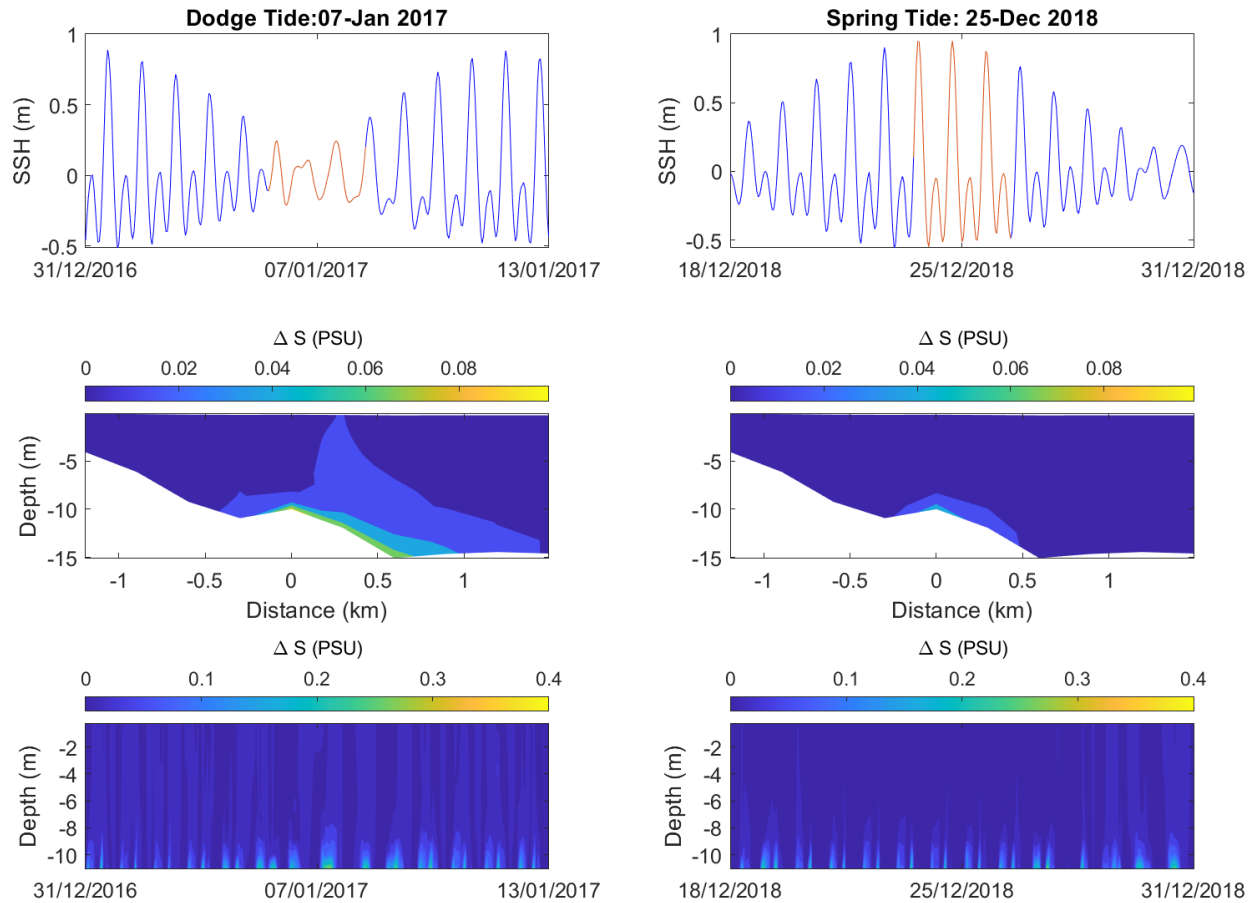 Dodge Tide:07-Jan 2017
SSH (m)
1
0.5
0
-0.5
31/12/2016 07/01/2017 13/01/2017
Spring Tide: 25-Dec 2018
SSH (m)
1
0.5
0
-0.5
18/12/2018 25/12/2018 31/12/2018
Δ S (PSU)
0 0.02 0.04 0.06 0.08
Depth (m)
-5
-10
-15
-1 -0.5 0 0.5 1
Distance (km)
Δ S (PSU)
0 0.02 0.04 0.06 0.08
-5
-10
-15
-1 -0.5 0 0.5 1
Distance (km)
Δ S (PSU)
0 0.1 0.2 0.3 0.4
Depth (m)
-2
-4
-6
-8
-10
31/12/2016 07/01/2017 13/01/2017
Δ S (PSU)
0 0.1 0.2 0.3 0.4
Depth (m)
-2
-4
-6
-8
-10
18/12/2018 25/12/2018 31/12/2018